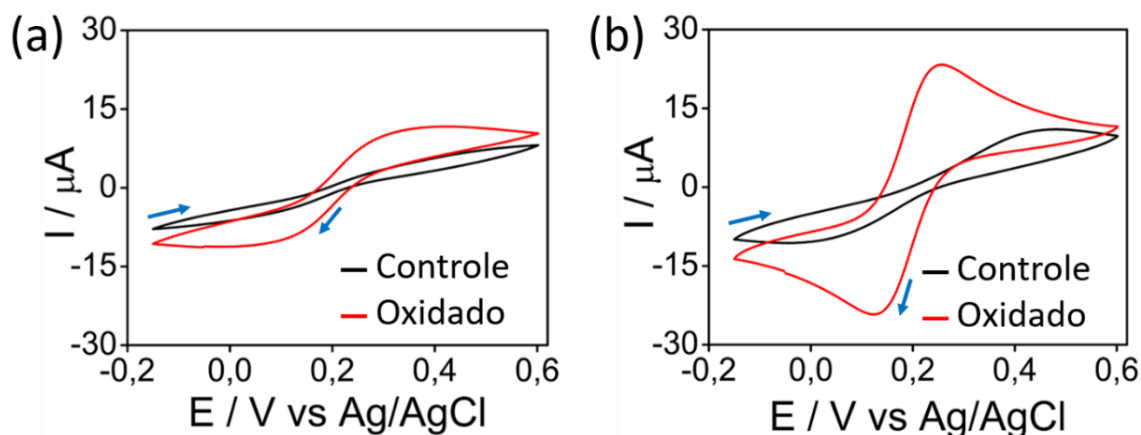 (a)
30
15
0
-15
-30
I / μA
Controle
Oxidado
-0,2 0,0 0,2 0,4 0,6
E / V vs Ag/AgCl
(b)
30
15
0
-15
-30
I / μA
Controle
Oxidado
-0,2 0,0 0,2 0,4 0,6
E / V vs Ag/AgCl